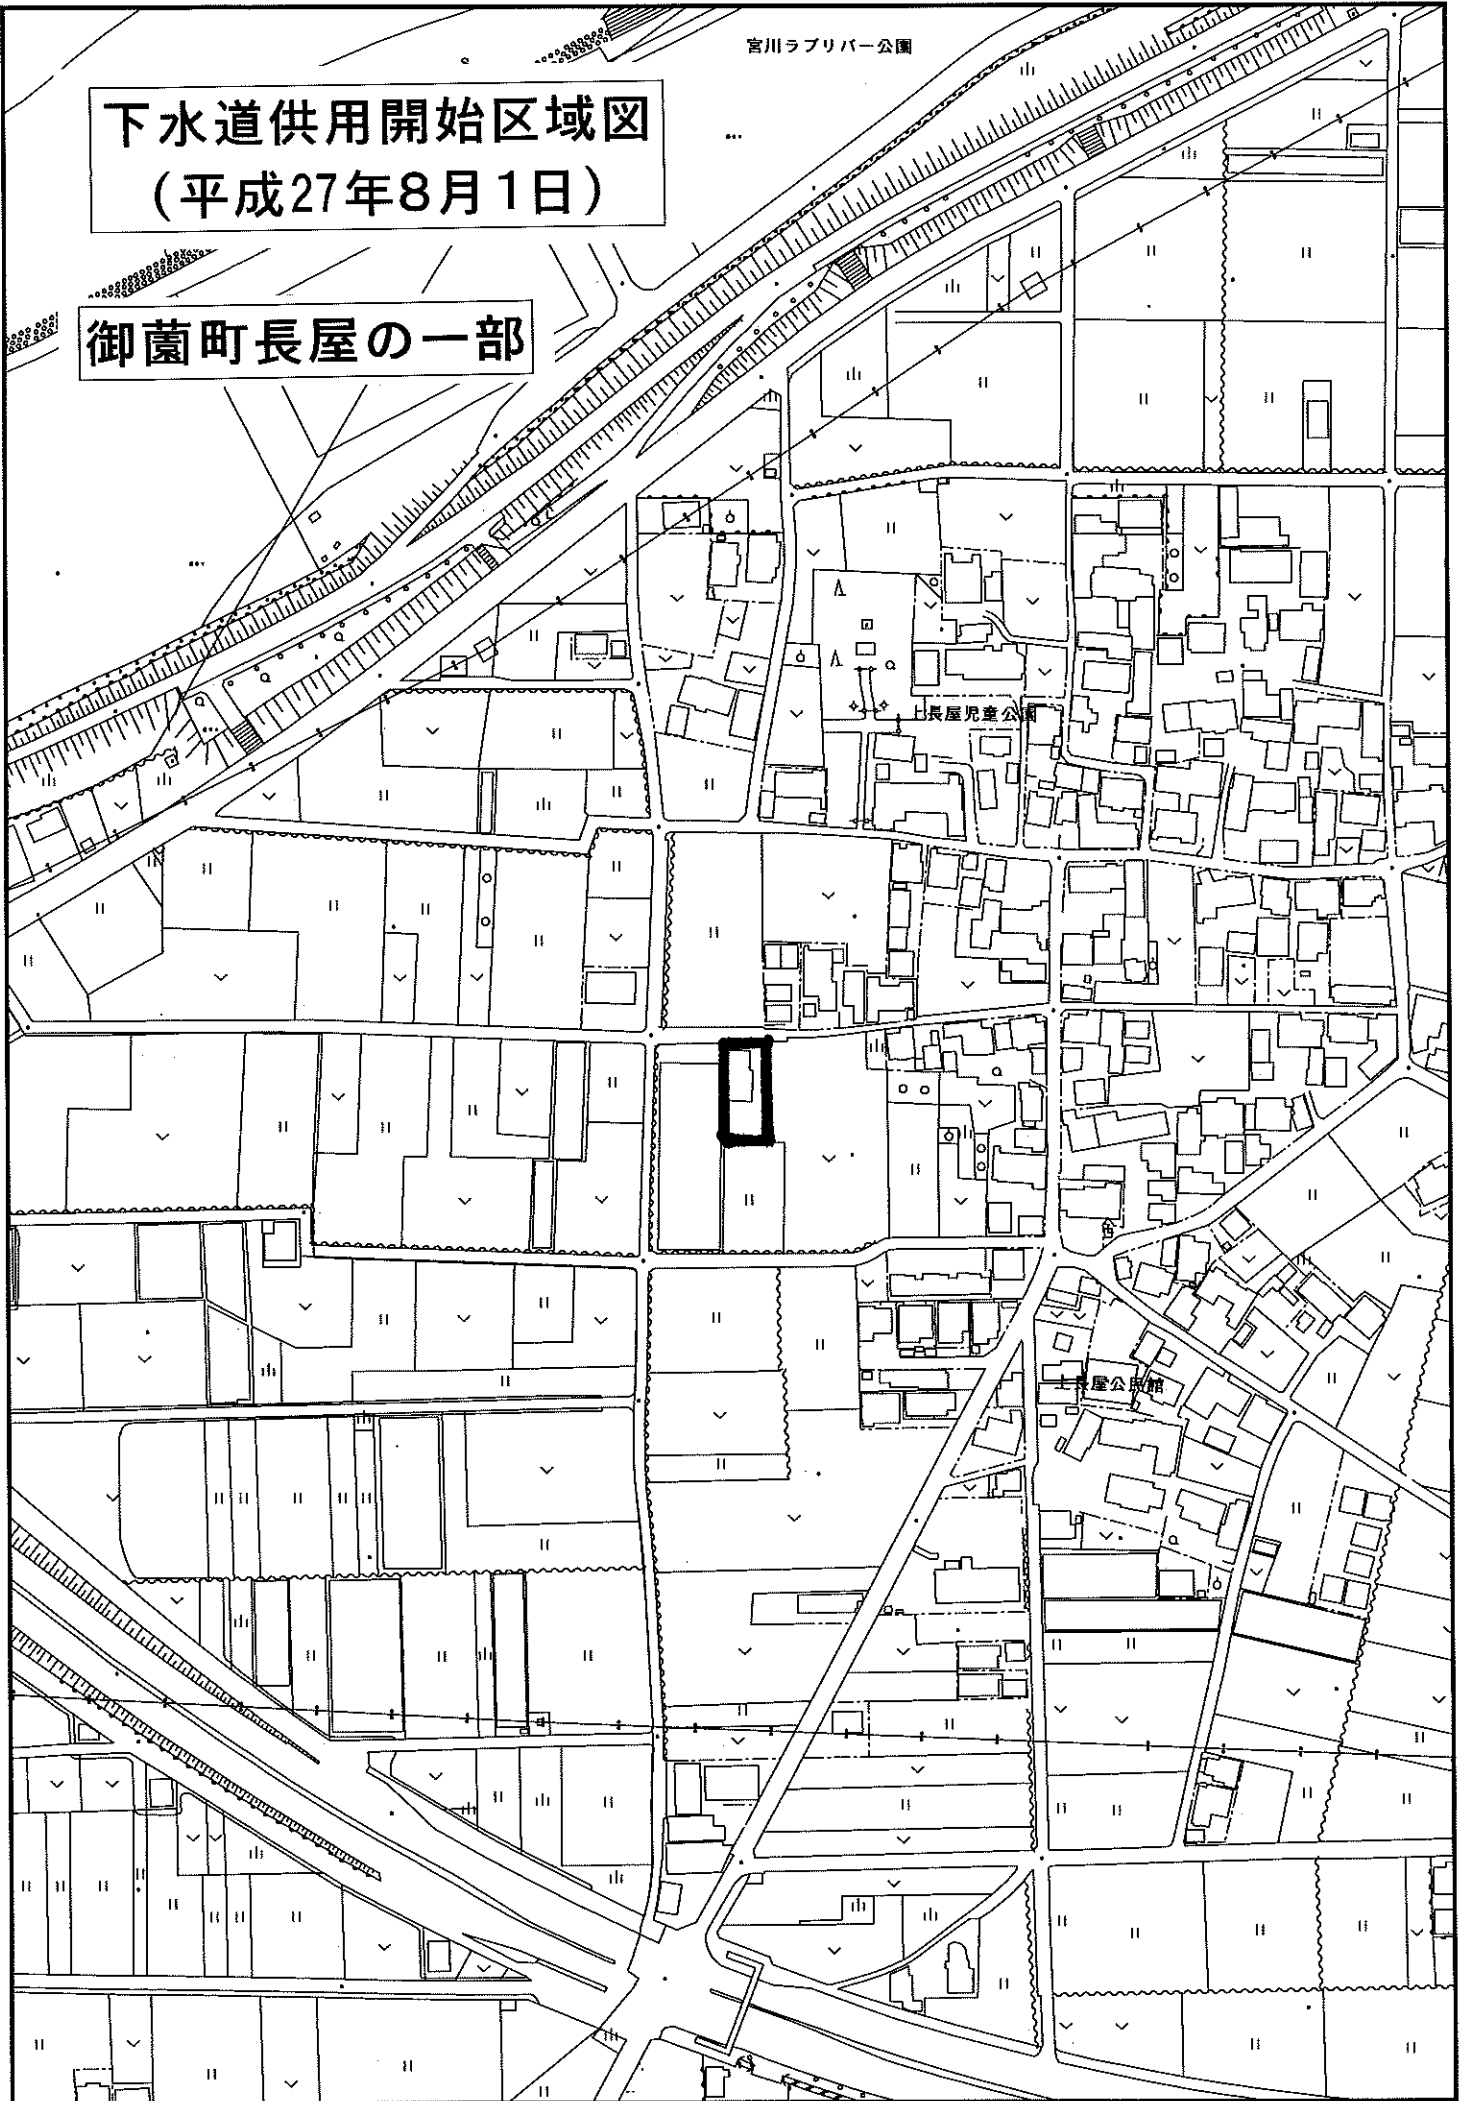 宮川ラブリバー公園
下水道供用開始区域図
(平成27年8月1日)
御薗町長屋の一部
上長屋児童公園
上長屋公民館